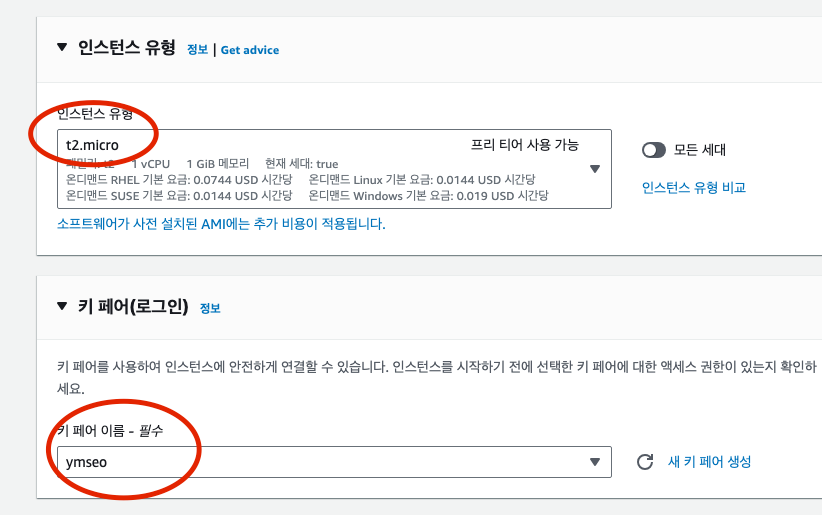 인스턴스 유형 정보 | Get advice
인스턴스 유형
t2.micro 프리 티어 사용 가능
패밀리: t2 1 vCPU 1 GiB 메모리 현재 세대: true
온디맨드 RHEL 기본 요금: 0.0744 USD 시간당 온디맨드 Linux 기본 요금: 0.0144 USD 시간당
온디맨드 SUSE 기본 요금: 0.0144 USD 시간당 온디맨드 Windows 기본 요금: 0.019 USD 시간당
모든 세대
인스턴스 유형 비교
소프트웨어가 사전 설치된 AMI에는 추가 비용이 적용됩니다.
키 페어(로그인) 정보
키 페어를 사용하여 인스턴스에 안전하게 연결할 수 있습니다. 인스턴스를 시작하기 전에 선택한 키 페어에 대한 액세스 권한이 있는지 확인하
세요.
키 페어 이름 - 필수
ymseo
새 키 페어 생성